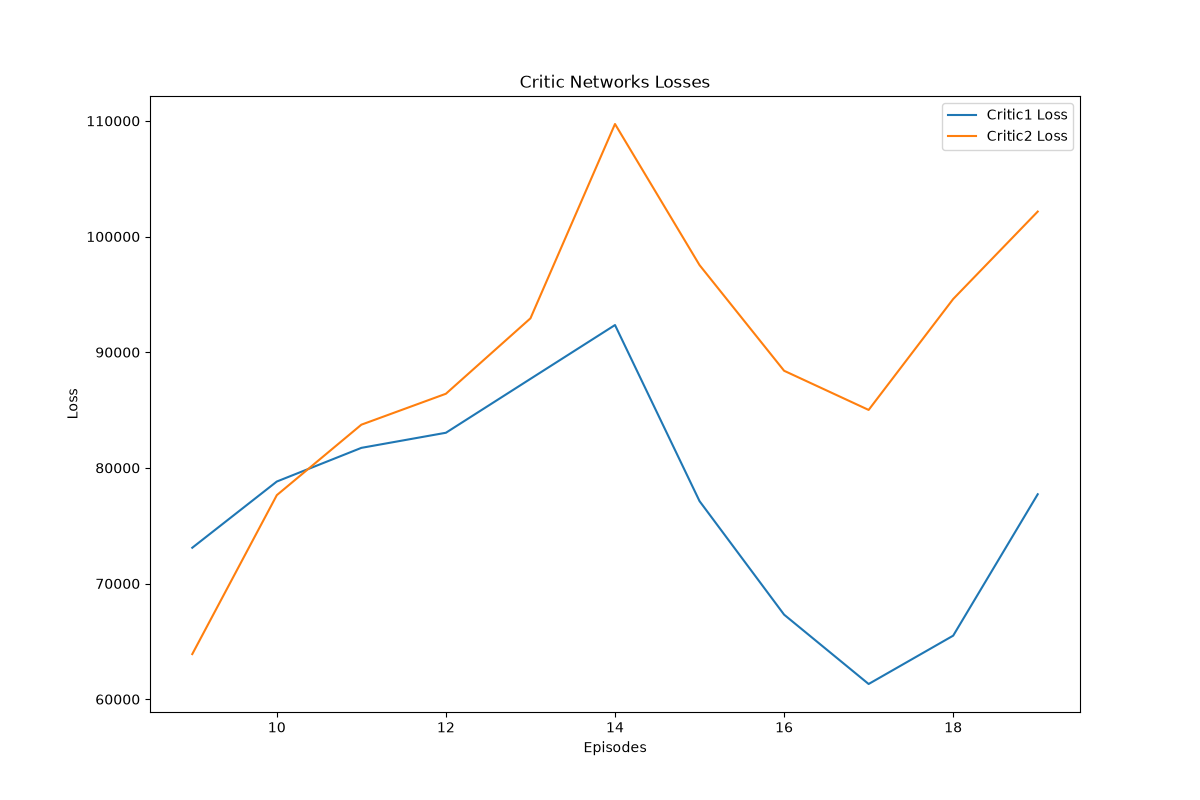 Critic Networks Losses
Critic1 Loss
Critic2 Loss
110000
100000
90000
80000
70000
60000
Loss
10 12 14 16 18
Episodes